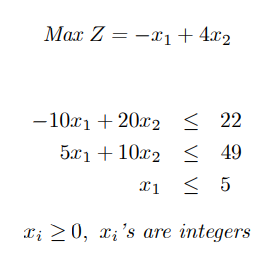 Max Z = −x₁ + 4x₂
−10x₁ + 20x₂ ≤ 22
5x₁ + 10x₂ ≤ 49
x₁ ≤ 5
xᵢ ≥ 0, xᵢ's are integers